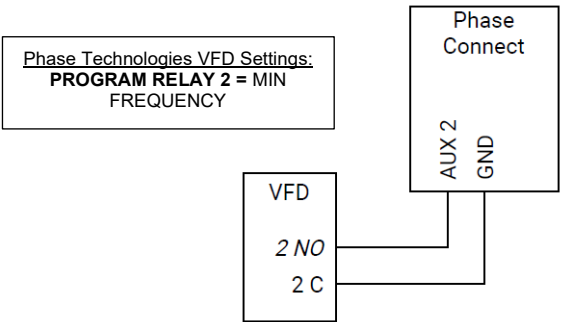 Phase Technologies VFD Settings:
PROGRAM RELAY 2 = MIN
FREQUENCY
Phase
Connect
AUX 2
GND
VFD
2 NO
2 C